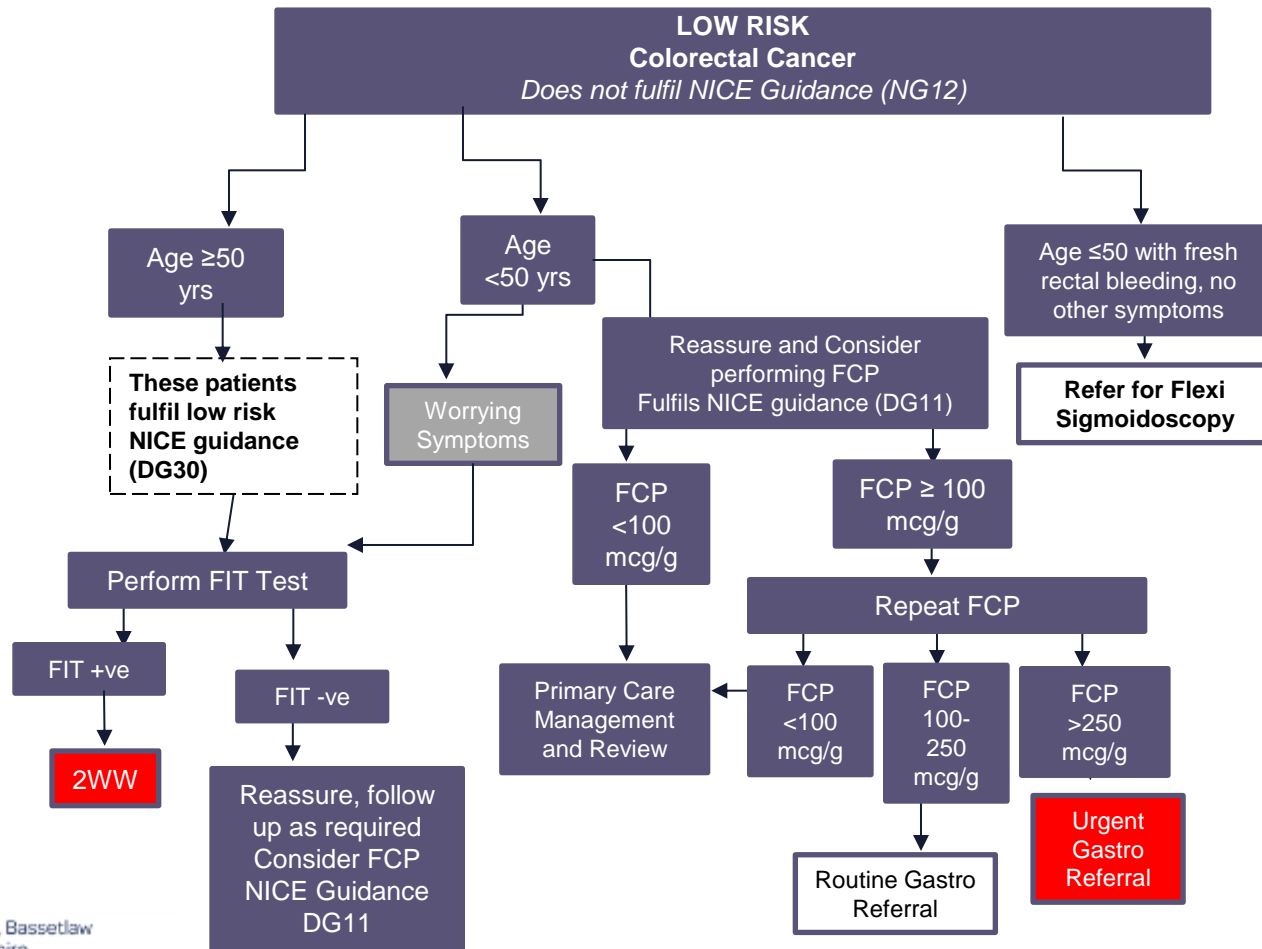 LOW RISK
Colorectal Cancer
Does not fulfil NICE Guidance (NG12)
Age ≥50
yrs
Age
<50 yrs
Age ≤50 with fresh
rectal bleeding, no
other symptoms
These patients
fulfil low risk
NICE guidance
(DG30)
Worrying
Symptoms
Reassure and Consider
performing FCP
Fulfils NICE guidance (DG11)
Refer for Flexi
Sigmoidoscopy
FCP
<100
mcg/g
FCP ≥ 100
mcg/g
Perform FIT Test
Repeat FCP
FIT +ve
FIT -ve
Primary Care
Management
and Review
FCP
<100
mcg/g
FCP
100-
250
mcg/g
FCP
>250
mcg/g
2WW
Reassure, follow
up as required
Consider FCP
NICE Guidance
DG11
Routine Gastro
Referral
Urgent
Gastro
Referral
, Bassetlaw